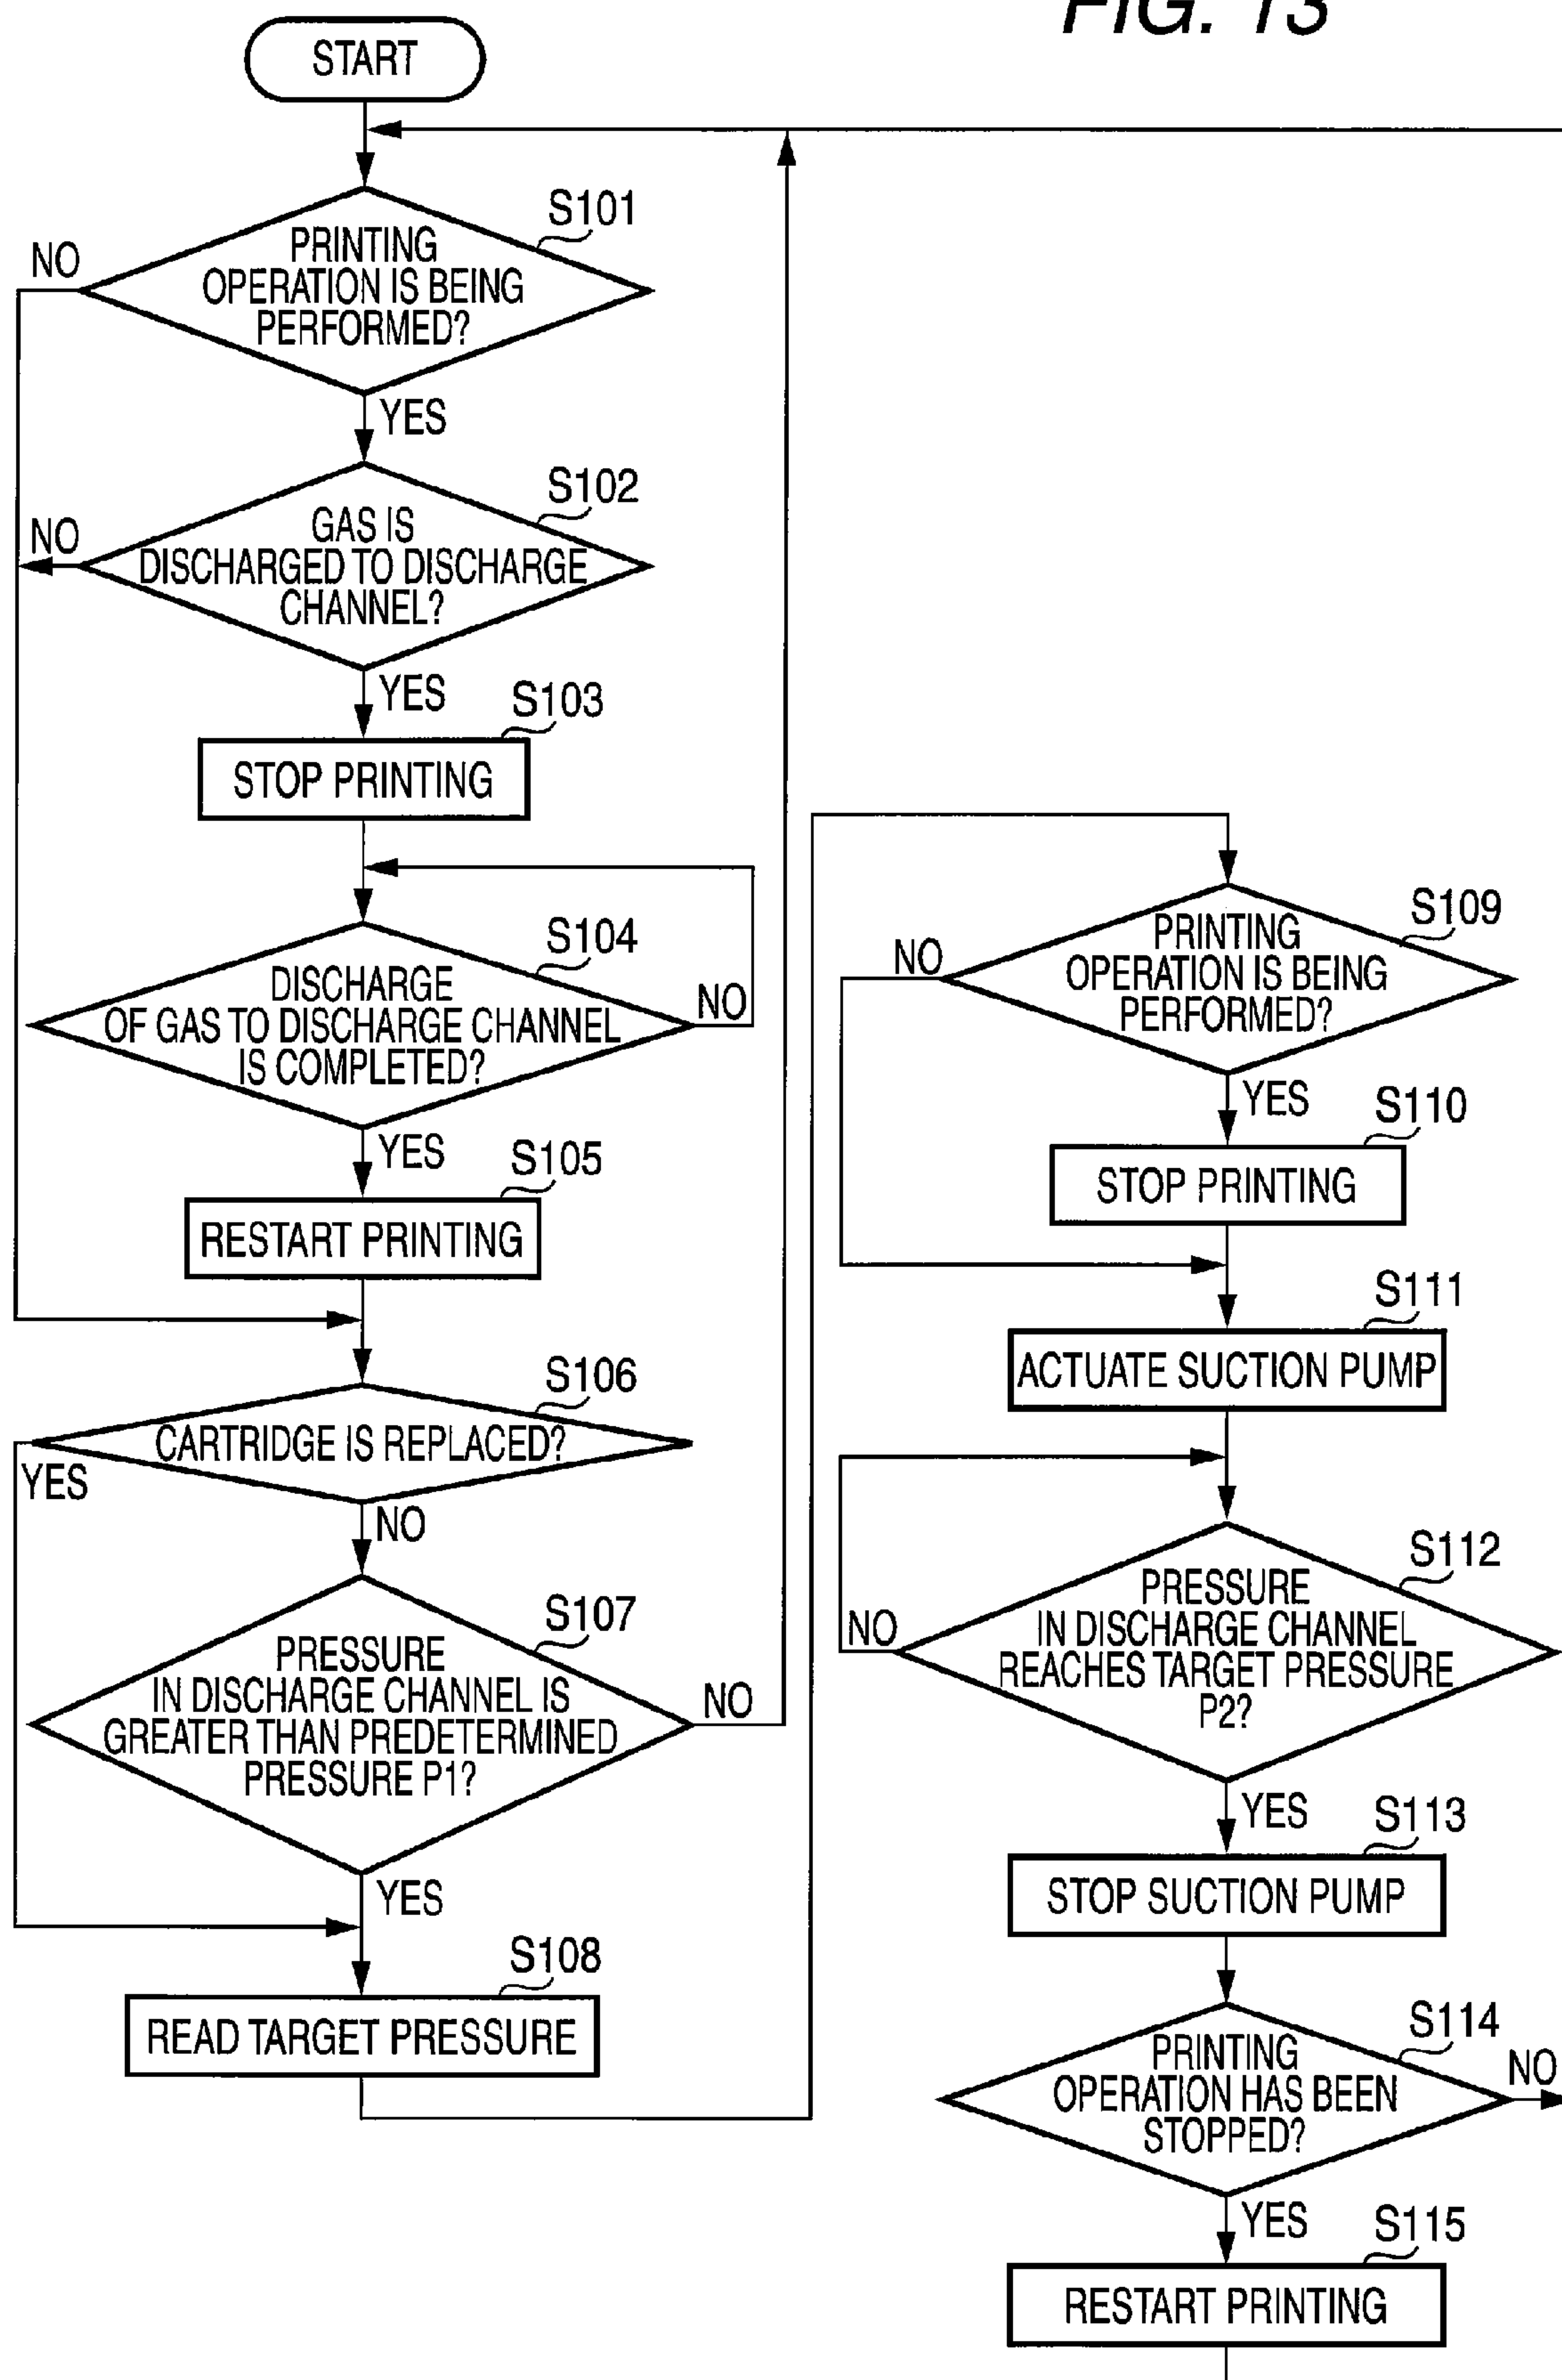 FIG. 13
START
S101
PRINTING
OPERATION IS BEING
PERFORMED?
NO
YES
S102
GAS IS
DISCHARGED TO DISCHARGE
CHANNEL?
NO
YES
S103
STOP PRINTING
S104
DISCHARGE
OF GAS TO DISCHARGE CHANNEL
IS COMPLETED?
NO
YES
S105
RESTART PRINTING
S106
CARTRIDGE IS REPLACED?
YES
NO
S107
PRESSURE
IN DISCHARGE CHANNEL IS
GREATER THAN PREDETERMINED
PRESSURE P1?
NO
YES
S108
READ TARGET PRESSURE
S109
PRINTING
OPERATION IS BEING
PERFORMED?
NO
YES
S110
STOP PRINTING
S111
ACTUATE SUCTION PUMP
S112
PRESSURE
IN DISCHARGE CHANNEL
REACHES TARGET PRESSURE
P2?
NO
YES
S113
STOP SUCTION PUMP
S114
PRINTING
OPERATION HAS BEEN
STOPPED?
NO
YES
S115
RESTART PRINTING